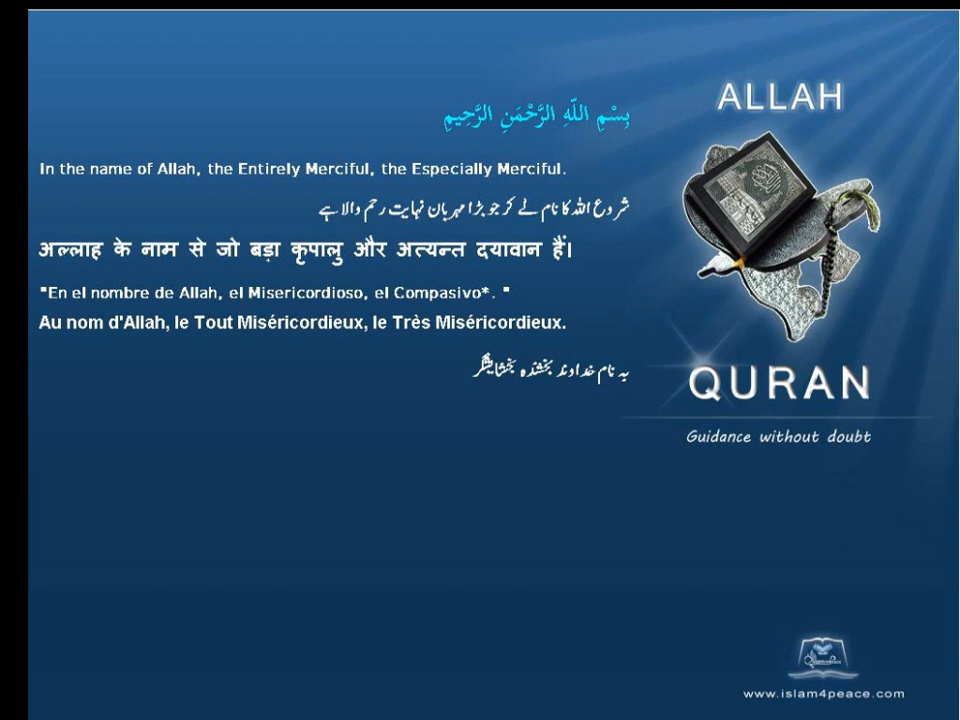 بِسْمِ اللَّهِ الرَّحْمَنِ الرَّحِيمِ
In the name of Allah, the Entirely Merciful, the Especially Merciful.
شروع اللہ کا نام لے کر جو بڑا مہربان نہایت رحم والا ہے
अल्लाह के नाम से जो बड़ा कृपालु और अत्यन्त दयावान हैं।
"En el nombre de Allah, el Misericordioso, el Compasivo*. "
Au nom d'Allah, le Tout Miséricordieux, le Très Miséricordieux.
به نام خداوند بخشنده بخشایشگر
ALLAH
QURAN
Guidance without doubt
www.islam4peace.com